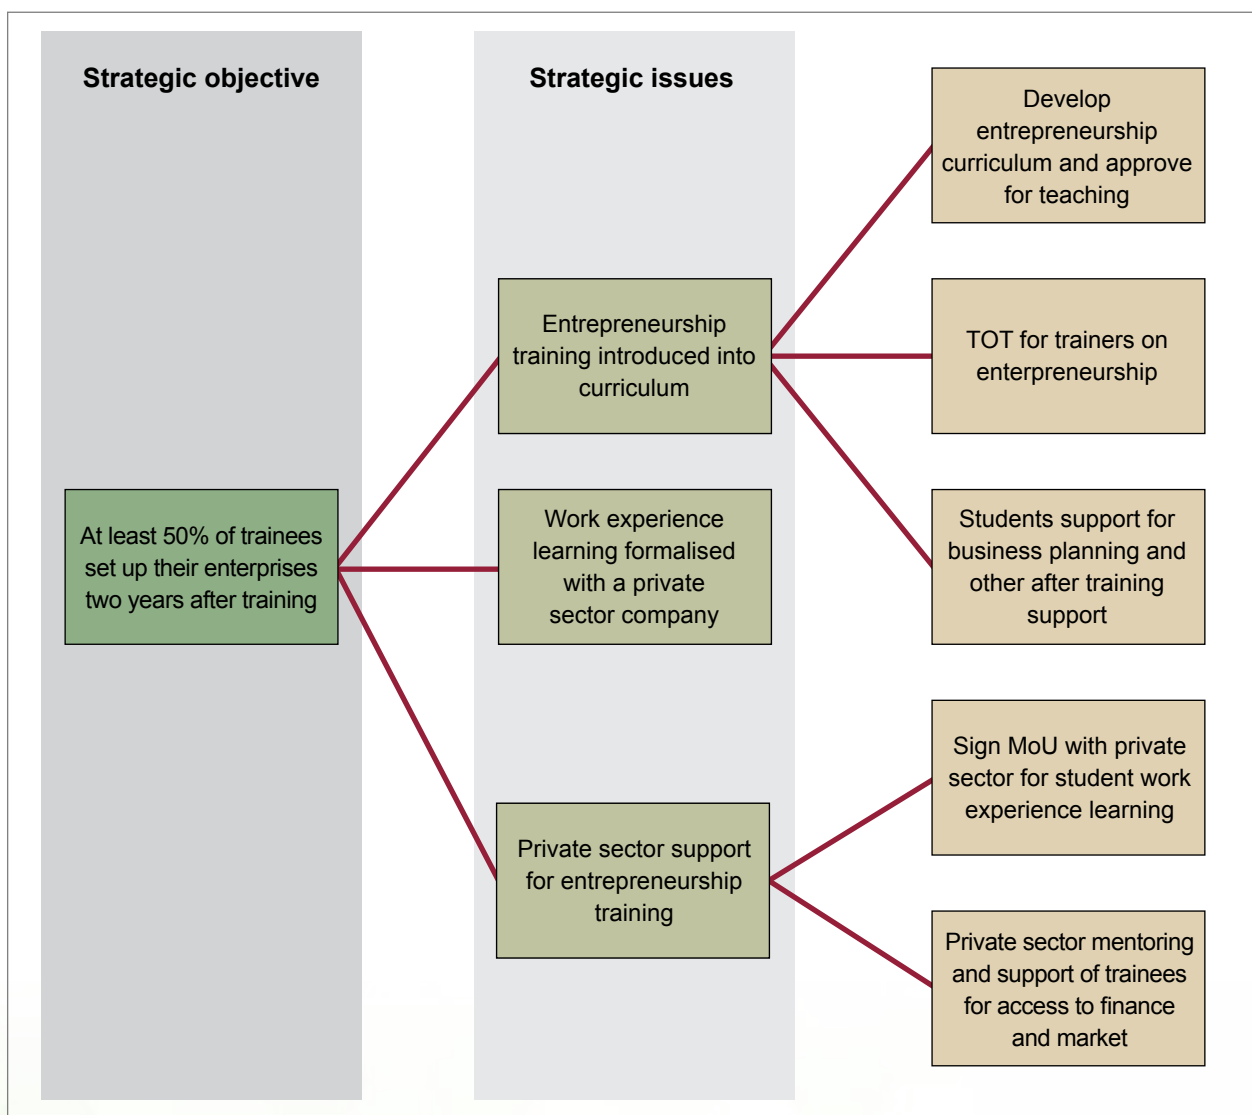 Strategic objective
Strategic issues
Develop
entrepreneurship
curriculum and approve
for teaching
Entrepreneurship
training introduced into
curriculum
TOT for trainers on
enterpreneurship
At least 50% of trainees
set up their enterprises
two years after training
Work experience
learning formalised
with a private
sector company
Students support for
business planning and
other after training
support
Sign MoU with private
sector for student work
experience learning
Private sector support
for entrepreneurship
training
Private sector mentoring
and support of trainees
for access to finance
and market